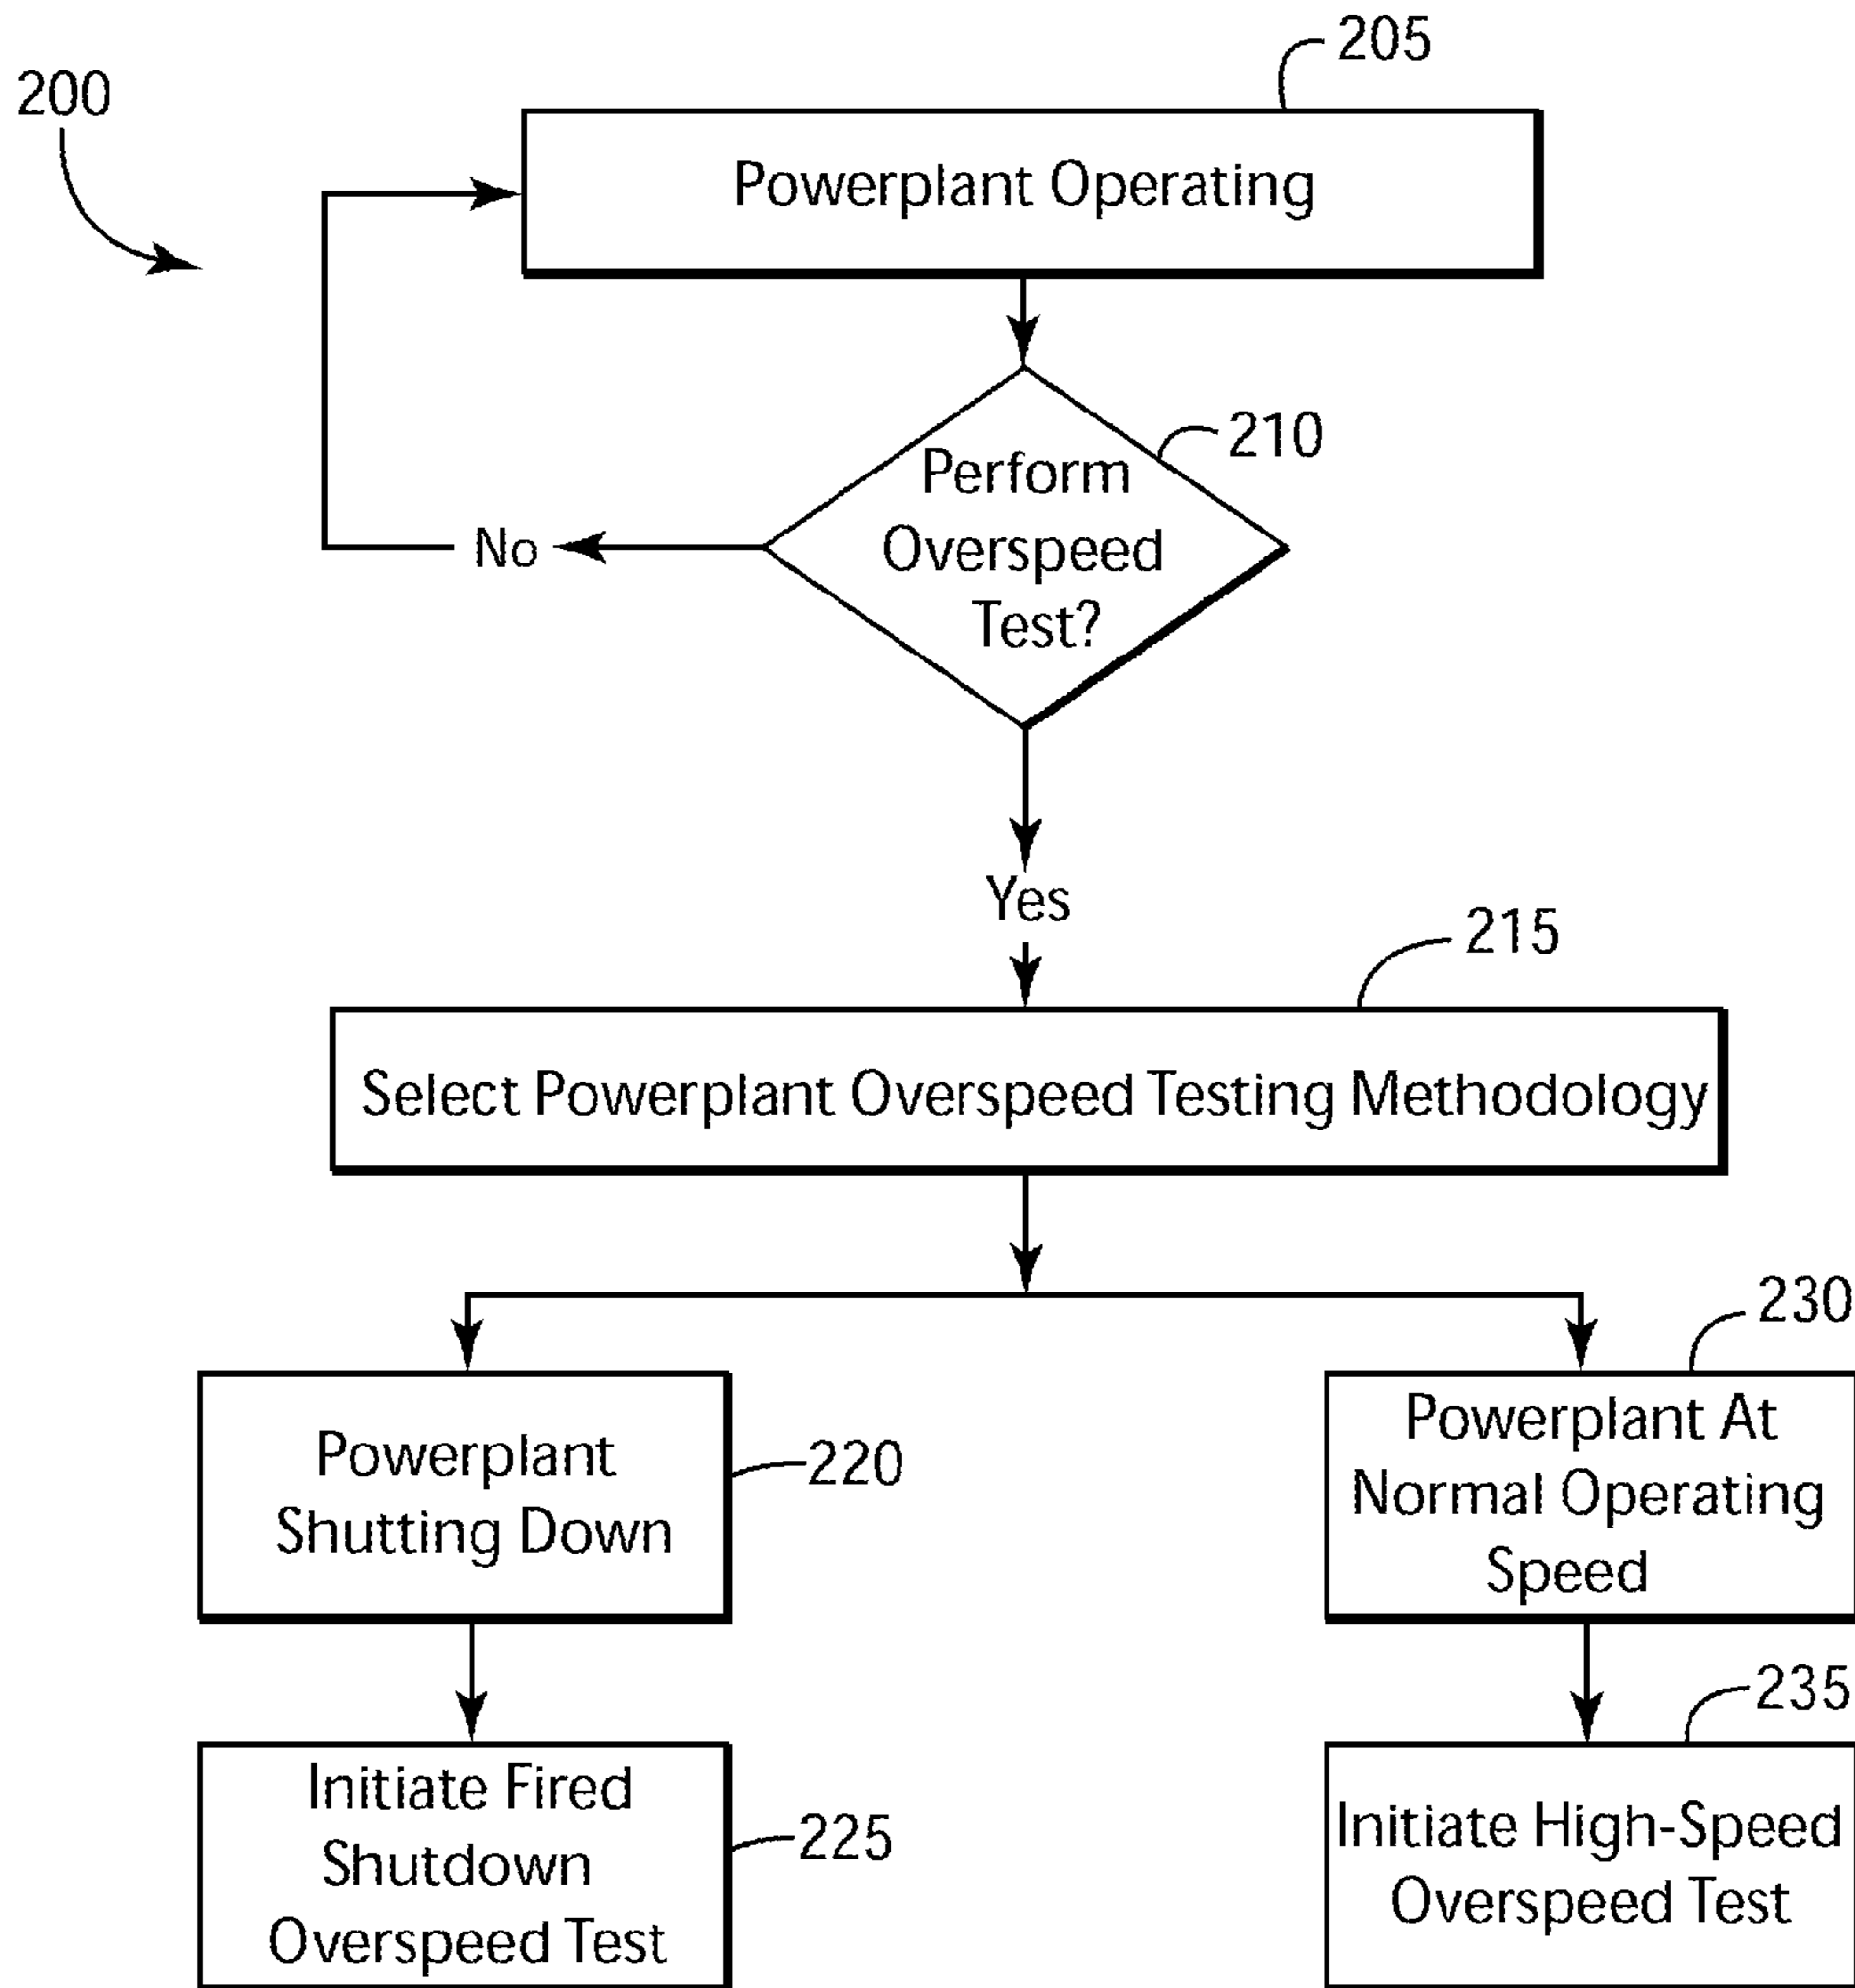 205
200
Powerplant Operating
210
Perform
Overspeed
Test?
No
Yes
215
Select Powerplant Overspeed Testing Methodology
230
Powerplant
Shutting Down
220
Powerplant At
Normal Operating
Speed
235
Initiate Fired
Shutdown
Overspeed Test
225
Initiate High-Speed
Overspeed Test